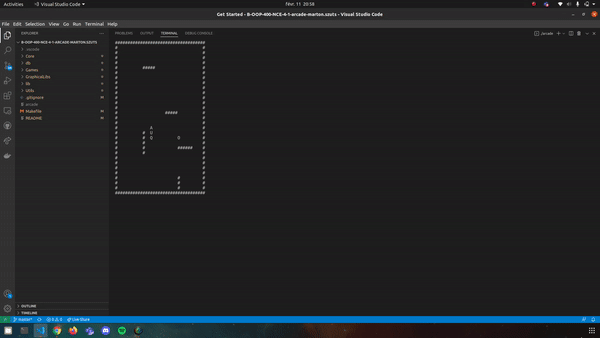 Activities
Visual Studio Code
Févr. 11 20:58
Get Started - B-OOP-400-NCE-4-1-arcade-marton.szuts - Visual Studio Code
File Edit Selection View Go Run Terminal Help
EXPLORER
PROBLEMS OUTPUT TERMINAL DEBUG CONSOLE
B-OOP-400-NCE-4-1-ARCADE-MARTON.SZUTS
.vscode
Core
db
Games
GraphicalLibs
lib
Utils
.gitignore
arcade
Makefile M
README M
OUTLINE
TIMELINE
master*
Live Share